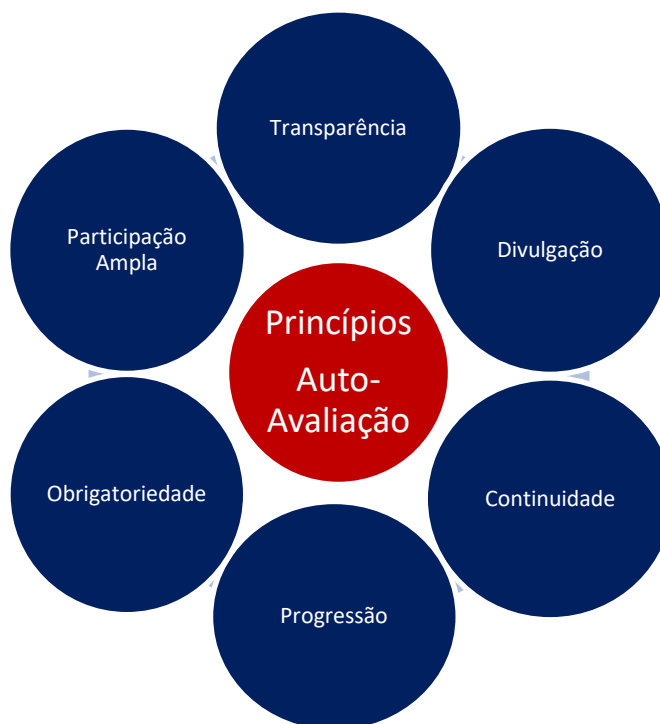 Transparência
Divulgação
Continuidade
Progressão
Obrigatoriedade
Participação
Ampla
Princípios
Auto-
Avaliação